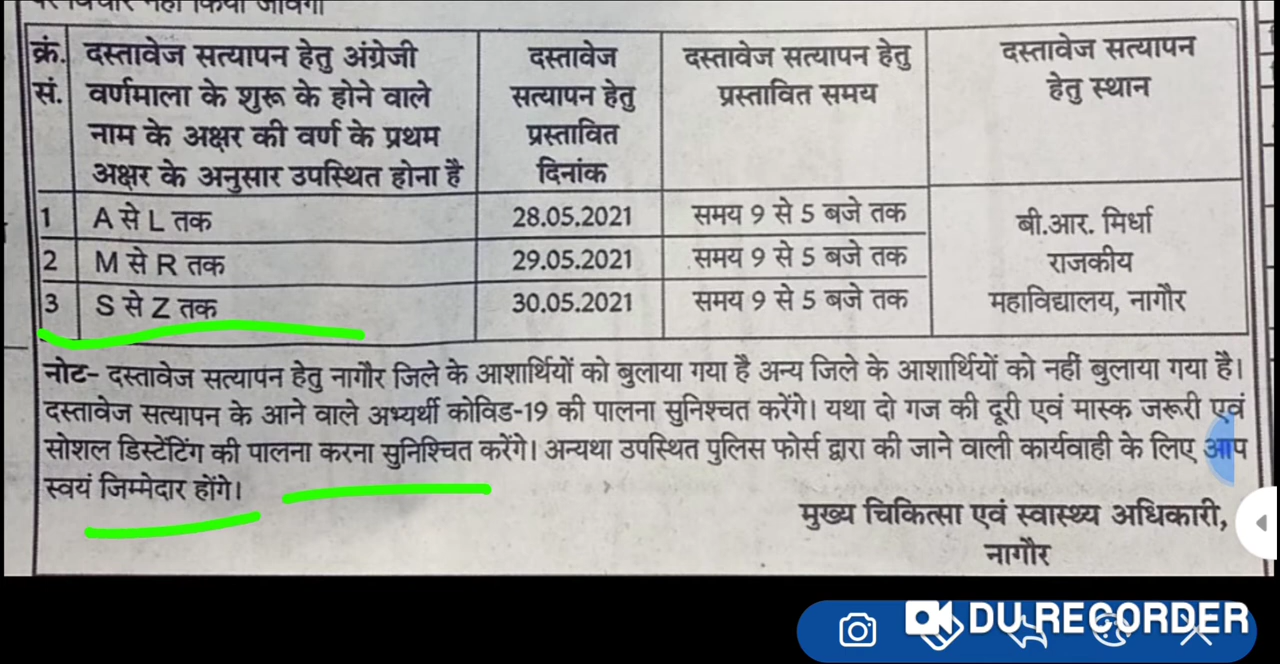 पर विचार नहीं किया जावेगा
क्रं. सं.
दस्तावेज सत्यापन हेतु अंग्रेजी
वर्णमाला के शुरू के होने वाले
नाम के अक्षर की वर्ण के प्रथम
अक्षर के अनुसार उपस्थित होना है
दस्तावेज
सत्यापन हेतु
प्रस्तावित
दिनांक
दस्तावेज सत्यापन हेतु
प्रस्तावित समय
दस्तावेज सत्यापन
हेतु स्थान
1 A से L तक 28.05.2021 समय 9 से 5 बजे तक
2 M से R तक 29.05.2021 समय 9 से 5 बजे तक
3 S से Z तक 30.05.2021 समय 9 से 5 बजे तक
बी.आर. मिर्धा
राजकीय
महाविद्यालय, नागौर
नोट- दस्तावेज सत्यापन हेतु नागौर जिले के आशार्थियों को बुलाया गया है अन्य जिले के आशार्थियों को नहीं बुलाया गया है।
दस्तावेज सत्यापन के आने वाले अभ्यर्थी कोविड-19 की पालना सुनिश्चत करेंगे। यथा दो गज की दूरी एवं मास्क जरूरी एवं
सोशल डिस्टेंटिंग की पालना करना सुनिश्चित करेंगे। अन्यथा उपस्थित पुलिस फोर्स द्वारा की जाने वाली कार्यवाही के लिए आप
स्वयं जिम्मेदार होंगे।
मुख्य चिकित्सा एवं स्वास्थ्य अधिकारी,
नागौर
DU RECORDER